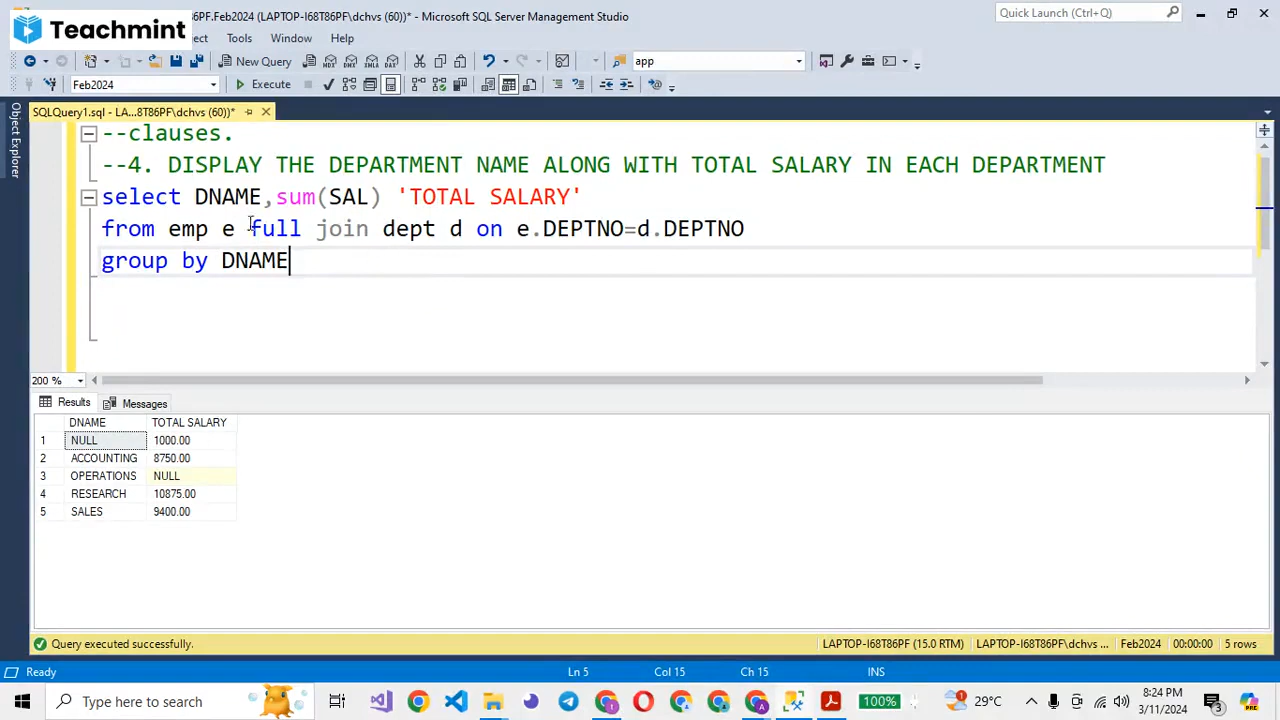 PF.Feb2024 (LAPTOP-I68T86PF\dchvs (60))* - Microsoft SQL Server Management Studio
Quick Launch (Ctrl+Q)
Teachmint
Tools Window Help
New Query
app
Feb2024
Execute
SQLQuery1.sql - LA...8T86PF\dchvs (60))*
Object Explorer
--clauses.
--4. DISPLAY THE DEPARTMENT NAME ALONG WITH TOTAL SALARY IN EACH DEPARTMENT
select DNAME,sum(SAL) 'TOTAL SALARY'
from emp e full join dept d on e.DEPTNO=d.DEPTNO
group by DNAME
200 %
Results Messages
DNAME TOTAL SALARY
1 NULL 1000.00
2 ACCOUNTING 8750.00
3 OPERATIONS NULL
4 RESEARCH 10875.00
5 SALES 9400.00
Query executed successfully.
LAPTOP-I68T86PF (15.0 RTM) LAPTOP-I68T86PF\dchvs ... Feb2024 00:00:00 5 rows
Ready Ln 5 Col 15 Ch 15 INS
Type here to search
100%
29°C
8:24 PM
3/11/2024
3